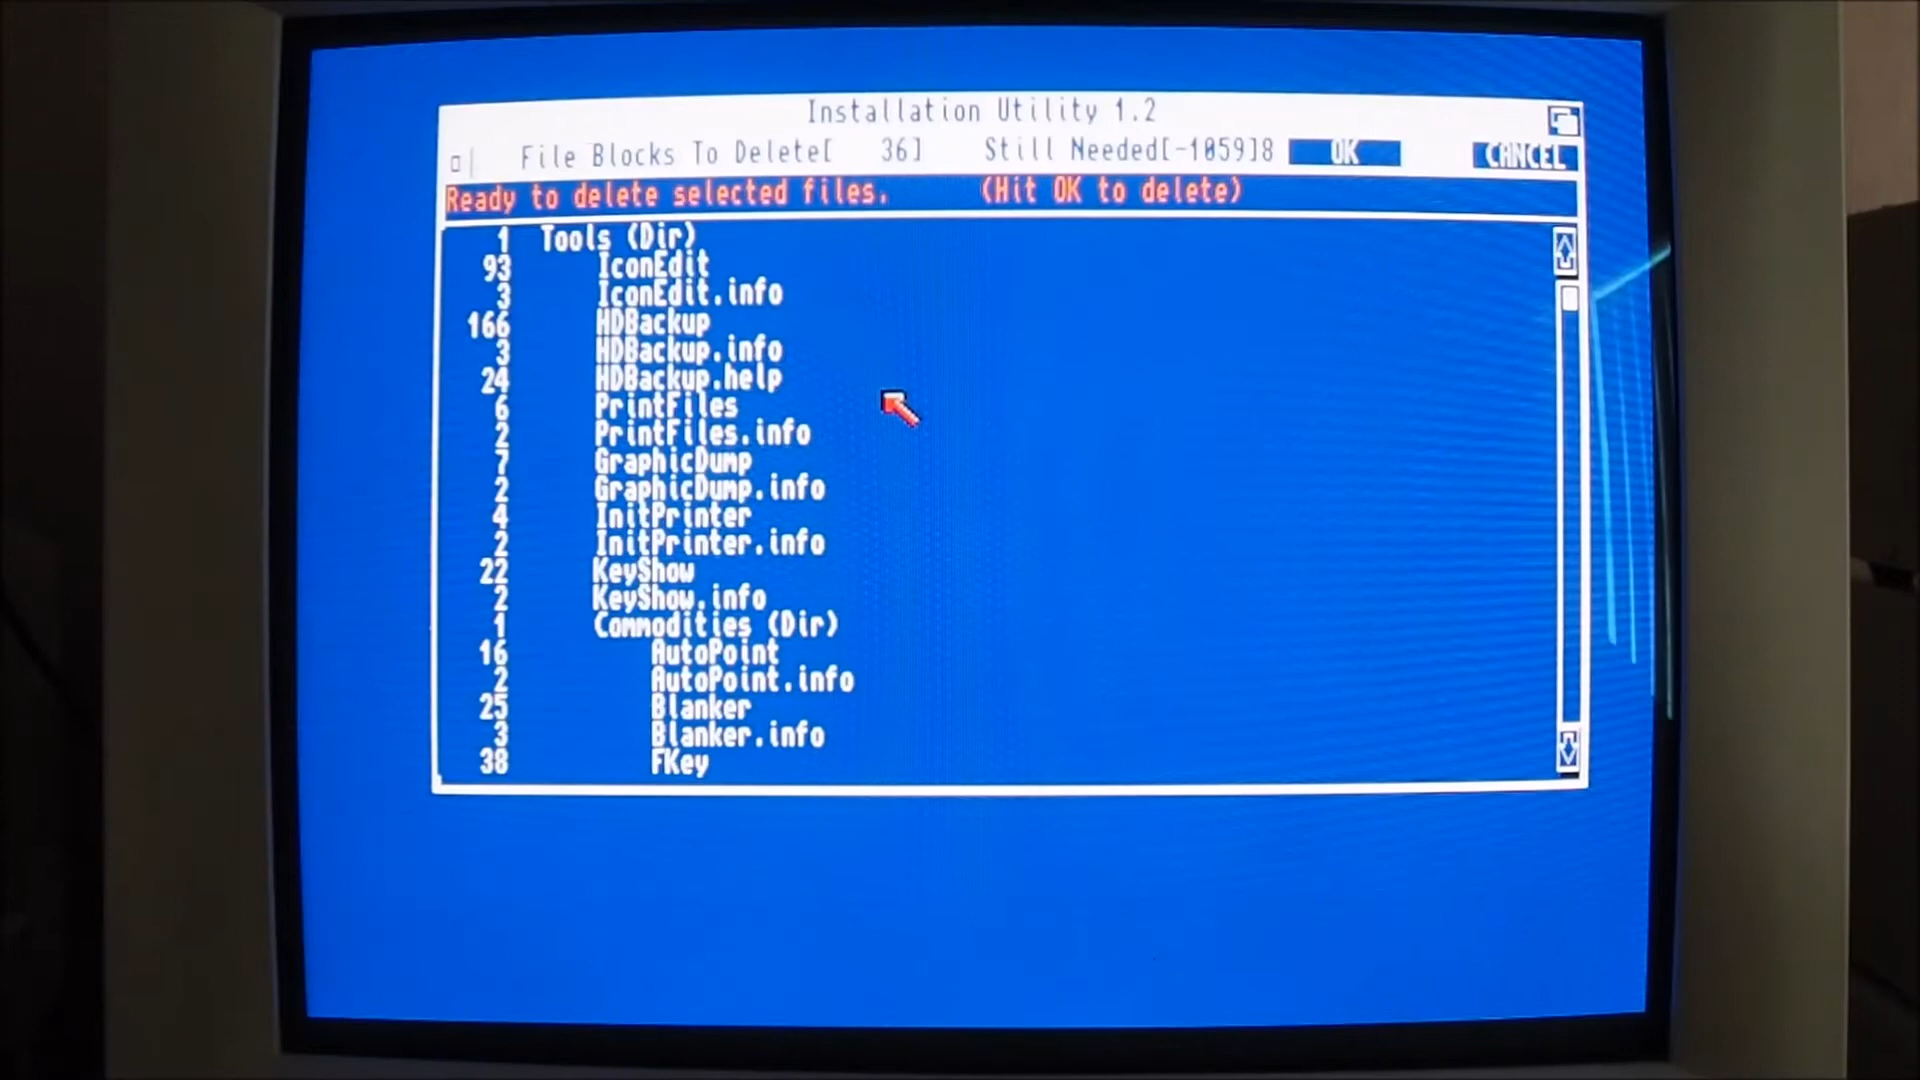 Installation Utility 1.2
File Blocks To Delete[ 36] Still Needed[-1059]8 OK CANCEL
Ready to delete selected files. (Hit OK to delete)
1 Tools (Dir)
93 IconEdit
3 IconEdit.info
166 HDBackup
3 HDBackup.info
24 HDBackup.help
6 PrintFiles
2 PrintFiles.info
7 GraphicDump
2 GraphicDump.info
4 InitPrinter
2 InitPrinter.info
22 KeyShow
2 KeyShow.info
1 Commodities (Dir)
16 AutoPoint
2 AutoPoint.info
25 Blanker
3 Blanker.info
38 FKey